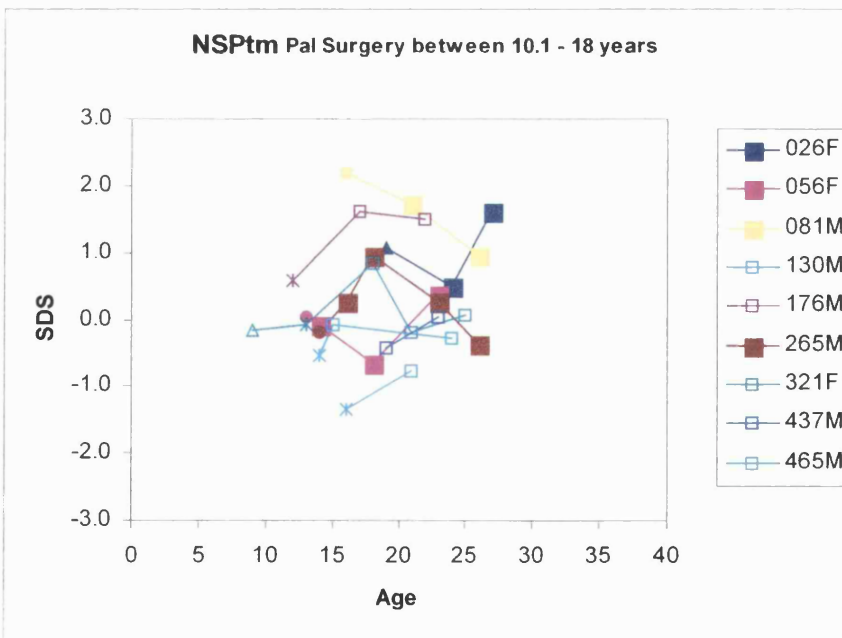 NSPtm Pal Surgery between 10.1 - 18 years
SDS
3.0
2.0
1.0
0.0
-1.0
-2.0
-3.0
0 5 10 15 20 25 30 35 40
Age
026F
056F
081M
130M
176M
265M
321F
437M
465M